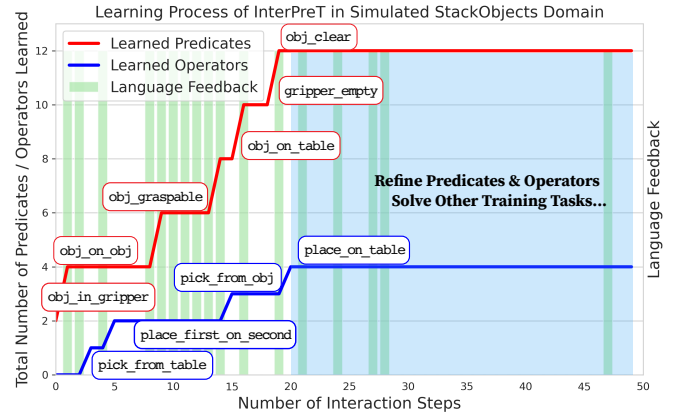 Learning Process of InterPreT in Simulated StackObjects Domain
Total Number of Predicates / Operators Learned
12
10
8
6
4
2
0
Learned Predicates
Learned Operators
Language Feedback
obj_clear
gripper_empty
obj_on_table
obj_graspable
obj_on_obj
obj_in_gripper
Refine Predicates & Operators
Solve Other Training Tasks...
place_on_table
pick_from_obj
place_first_on_second
pick_from_table
Language Feedback
0 5 10 15 20 25 30 35 40 45 50
Number of Interaction Steps